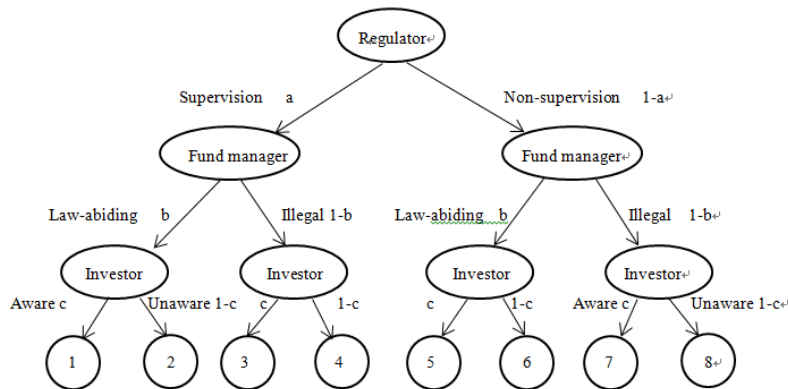 Regulator
Supervision a Non-supervision 1-a
Fund manager Fund manager
Law-abiding b Illegal 1-b Law-abiding b Illegal 1-b
Investor Investor Investor Investor
Aware c Unaware 1-c c 1-c c 1-c Aware c Unaware 1-c
1 2 3 4 5 6 7 8